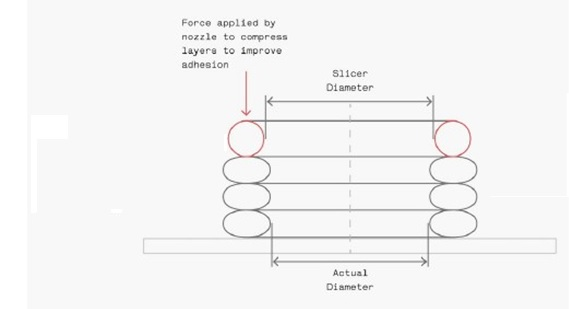 Force applied by
nozzle to compress
layers to improve
adhesion
Slicer
Diameter
Actual
Diameter